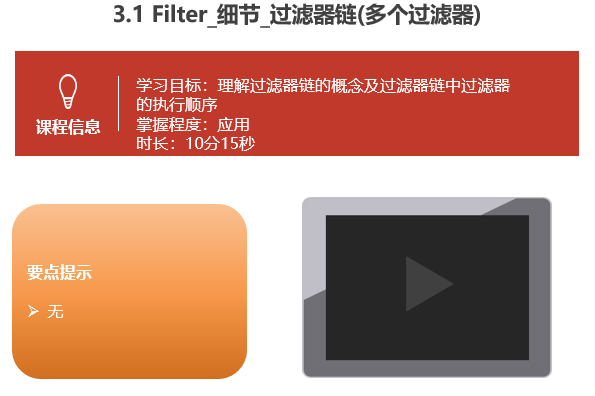 3.1 Filter_细节_过滤器链(多个过滤器)
课程信息
学习目标：理解过滤器链的概念及过滤器链中过滤器
的执行顺序
掌握程度：应用
时长：10分15秒
要点提示
➢ 无